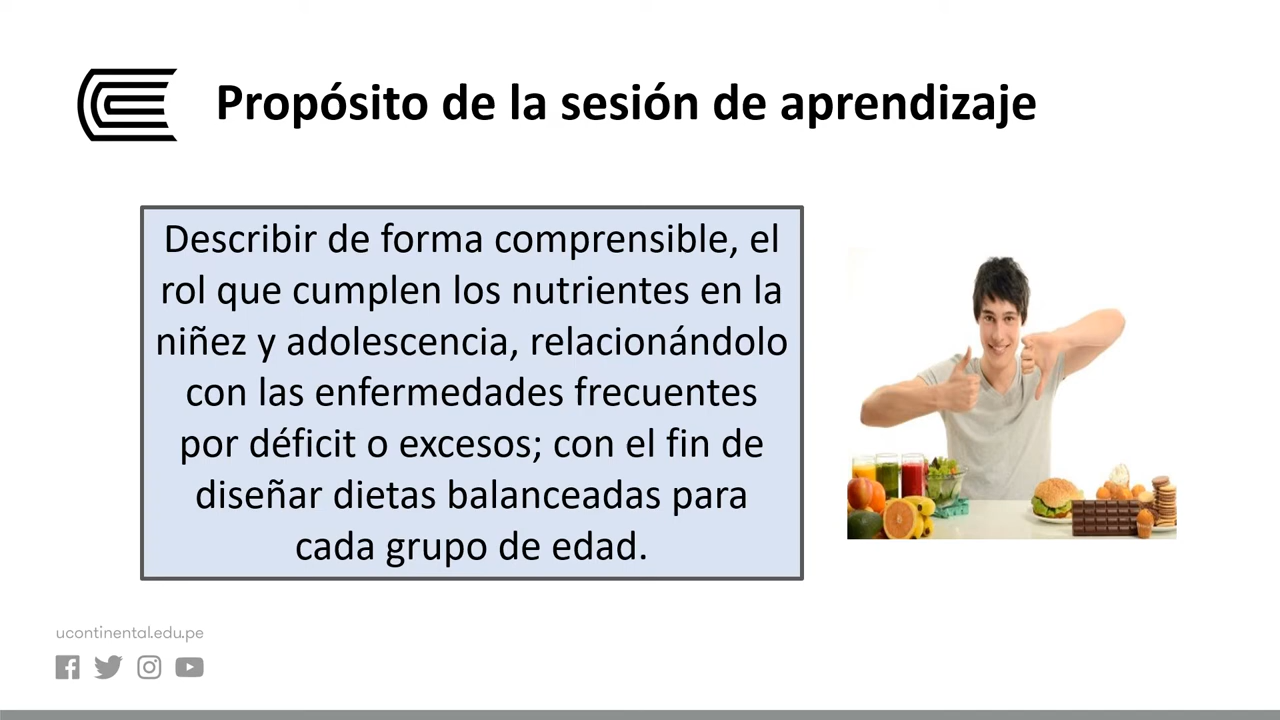 Propósito de la sesión de aprendizaje
Describir de forma comprensible, el
rol que cumplen los nutrientes en la
niñez y adolescencia, relacionándolo
con las enfermedades frecuentes
por déficit o excesos; con el fin de
diseñar dietas balanceadas para
cada grupo de edad.
ucontinental.edu.pe